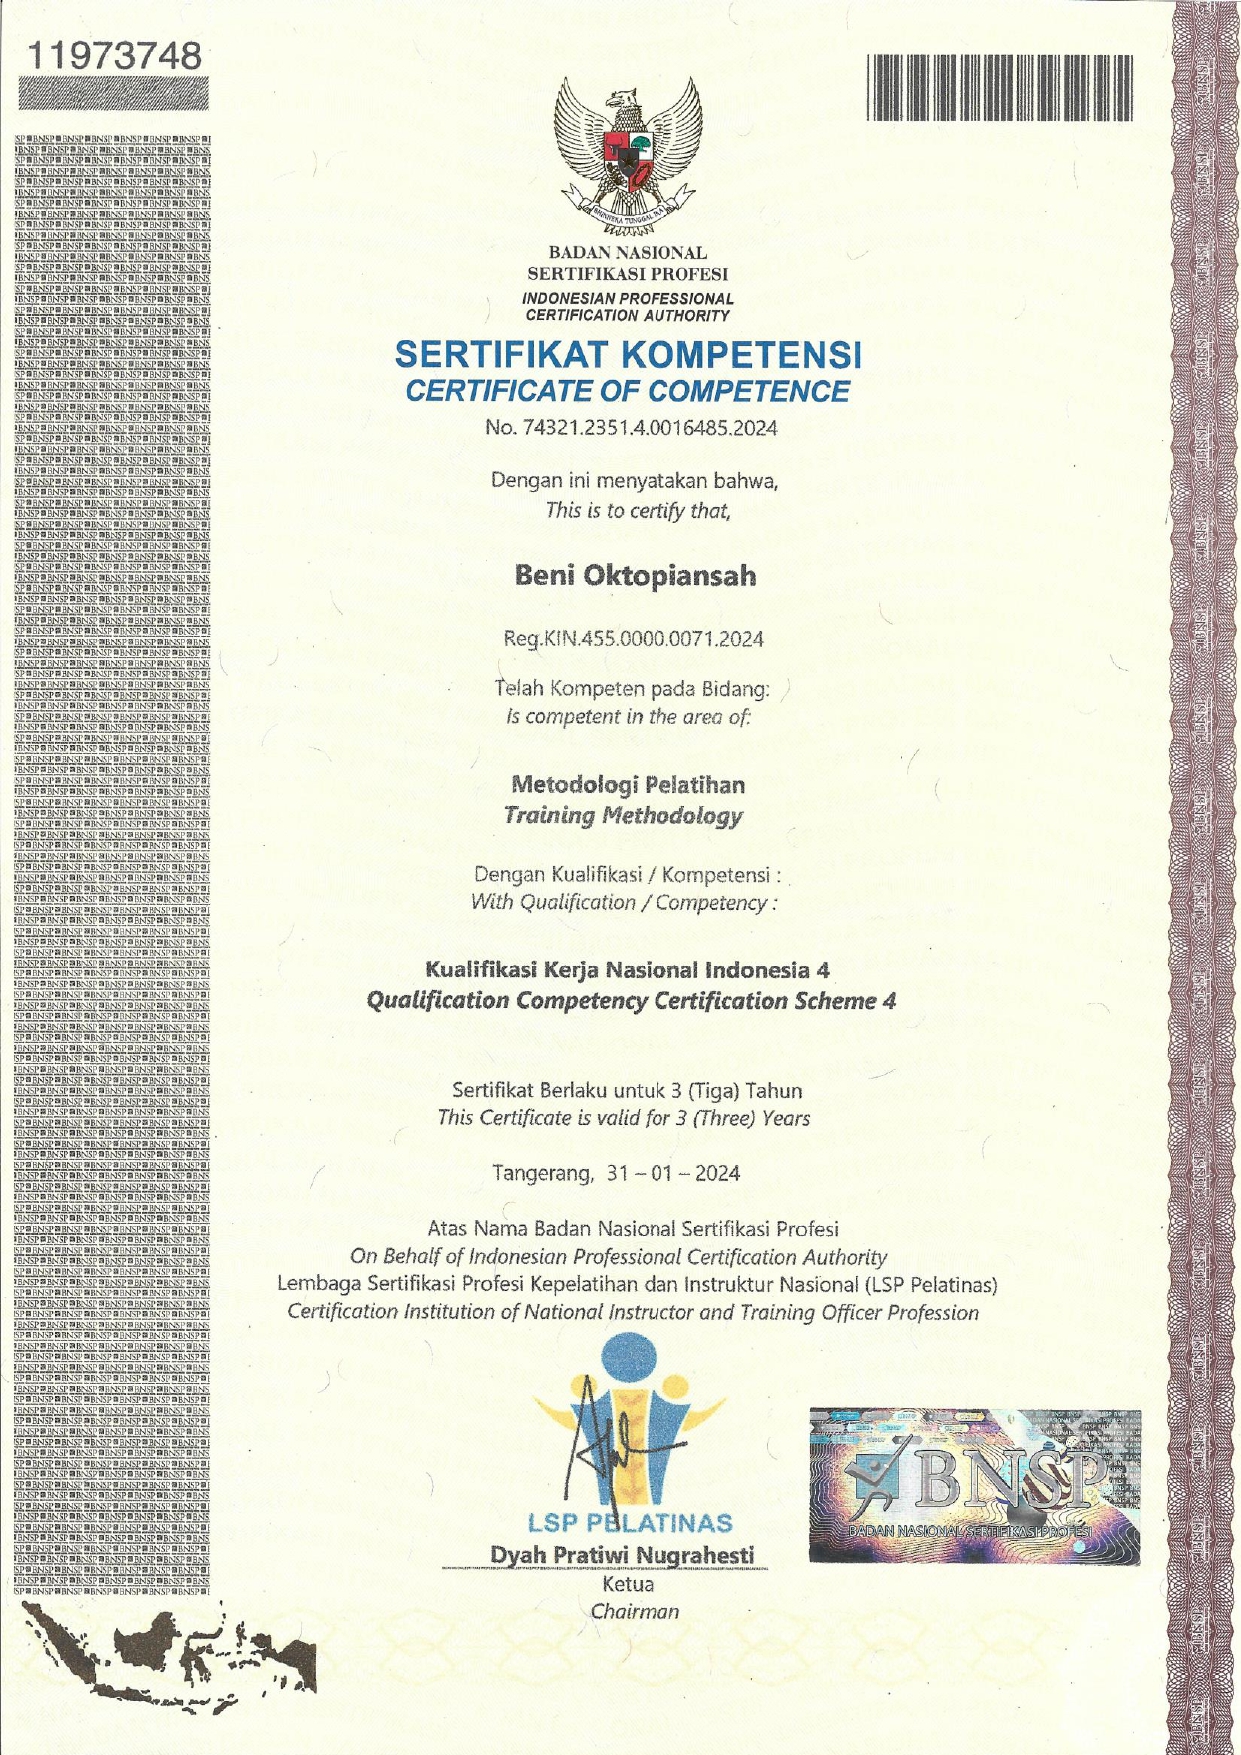 11973748
BHINNEKA TUNGGAL IKA
BADAN NASIONAL
SERTIFIKASI PROFESI
INDONESIAN PROFESSIONAL
CERTIFICATION AUTHORITY
SERTIFIKAT KOMPETENSI
CERTIFICATE OF COMPETENCE
No. 74321.2351.4.0016485.2024
Dengan ini menyatakan bahwa,
This is to certify that,
Beni Oktopiansah
Reg.KIN.455.0000.0071.2024
Telah Kompeten pada Bidang:
is competent in the area of:
Metodologi Pelatihan
Training Methodology
Dengan Kualifikasi / Kompetensi :
With Qualification / Competency :
Kualifikasi Kerja Nasional Indonesia 4
Qualification Competency Certification Scheme 4
Sertifikat Berlaku untuk 3 (Tiga) Tahun
This Certificate is valid for 3 (Three) Years
Tangerang, 31 – 01 – 2024
Atas Nama Badan Nasional Sertifikasi Profesi
On Behalf of Indonesian Professional Certification Authority
Lembaga Sertifikasi Profesi Kepelatihan dan Instruktur Nasional (LSP Pelatinas)
Certification Institution of National Instructor and Training Officer Profession
LSP PELATINAS
BNSP
BADAN NASIONAL SERTIFIKASI PROFESI
Dyah Pratiwi Nugrahesti
Ketua
Chairman